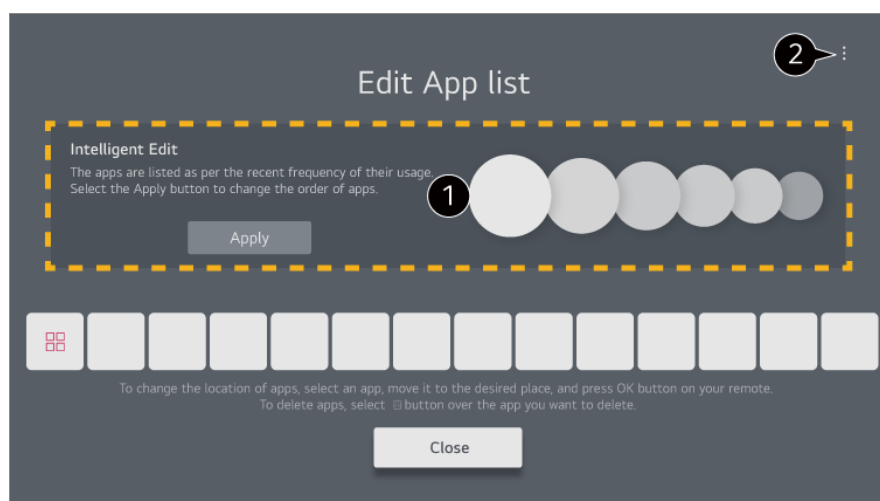 2
Edit App list
Intelligent Edit
The apps are listed as per the recent frequency of their usage.
Select the Apply button to change the order of apps.
1
Apply
To change the location of apps, select an app, move it to the desired place, and press OK button on your remote.
To delete apps, select button over the app you want to delete.
Close